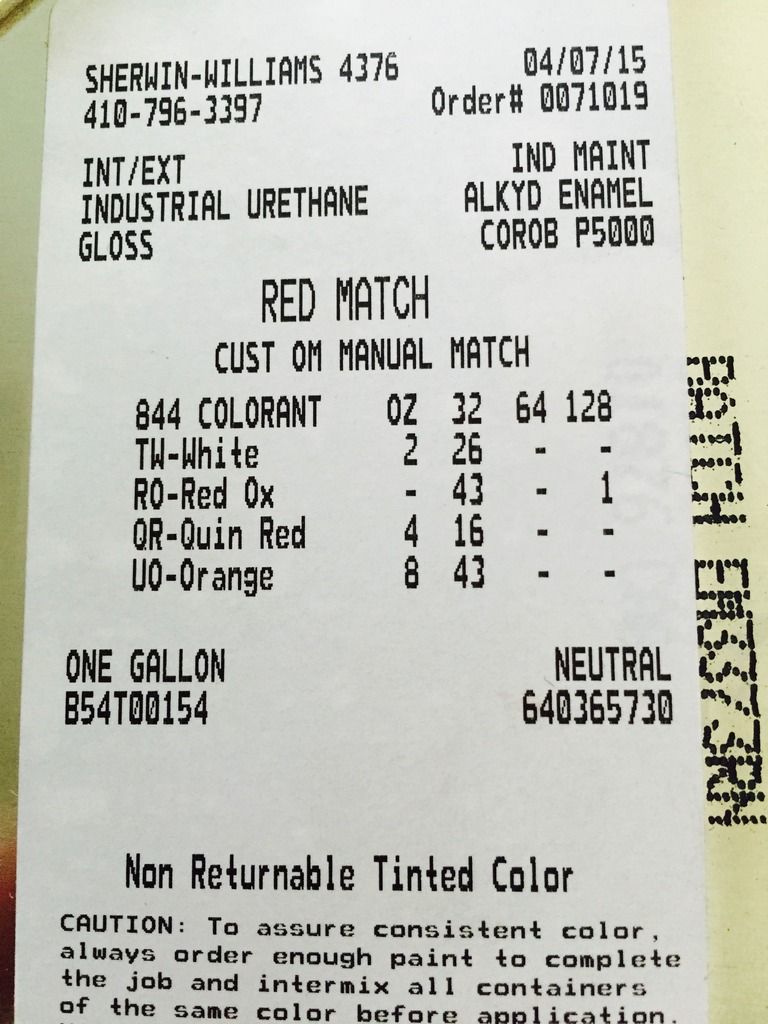 SHERWIN-WILLIAMS 4376 04/07/15
410-796-3397 Order# 0071019
INT/EXT IND MAINT
INDUSTRIAL URETHANE ALKYD ENAMEL
GLOSS COROB P5000
RED MATCH
CUST OM MANUAL MATCH
844 COLORANT OZ 32 64 128
TW-White 2 26 - -
RO-Red Ox - 43 - 1
QR-Quin Red 4 16 - -
UO-Orange 8 43 - -
ONE GALLON NEUTRAL
B54T00154 640365730
Non Returnable Tinted Color
CAUTION: To assure consistent color,
always order enough paint to complete
the job and intermix all containers
of the same color before application.
BATCH